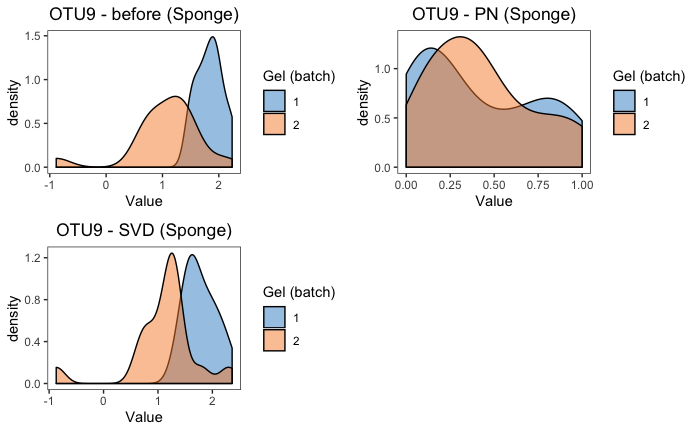 OTU9 - before (Sponge)
1.5
1.0
0.5
0.0
density
-1
0
1
2
Value
Gel (batch)
1
2
OTU9 - PN (Sponge)
1.0
0.5
0.0
density
0.00
0.25
0.50
0.75
1.00
Value
Gel (batch)
1
2
OTU9 - SVD (Sponge)
1.2
0.8
0.4
0.0
density
-1
0
1
2
Value
Gel (batch)
1
2